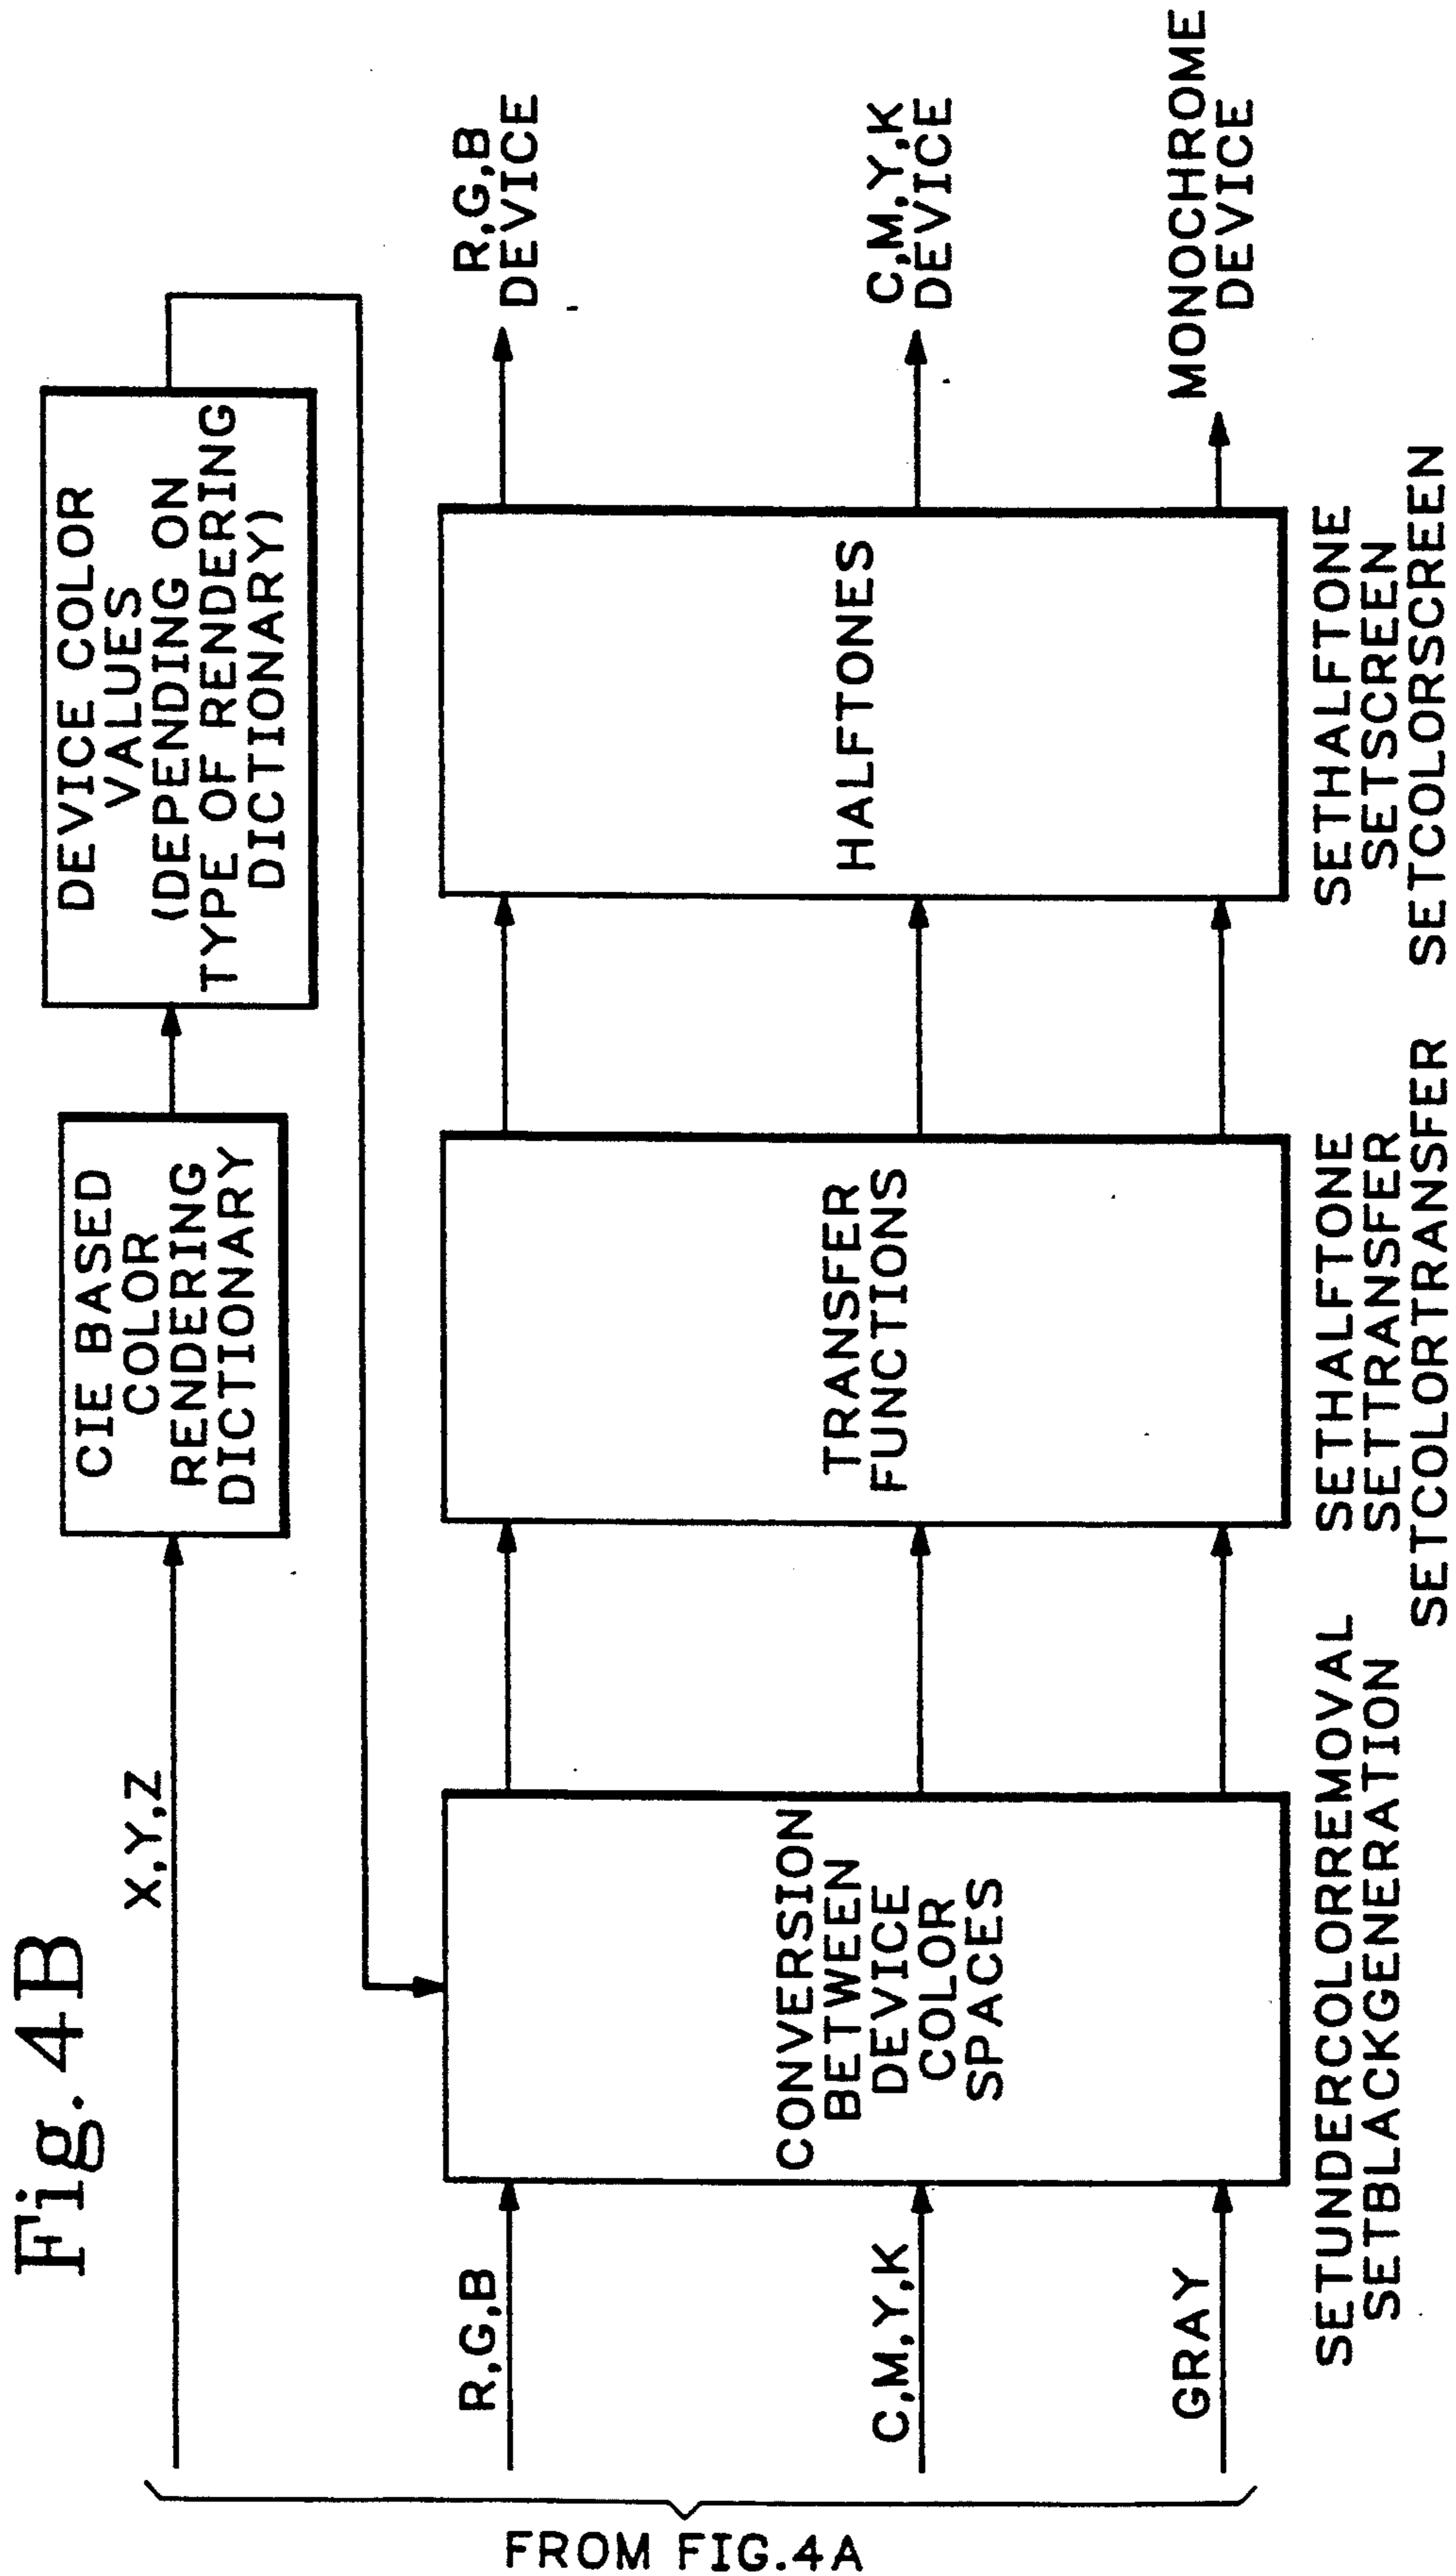 Fig. 4B
X,Y,Z
CIE BASED
COLOR
RENDERING
DICTIONARY
DEVICE COLOR
VALUES
(DEPENDING ON
TYPE OF RENDERING
DICTIONARY)
FROM FIG.4A
R,G,B
C,M,Y,K
GRAY
CONVERSION
BETWEEN
DEVICE
COLOR
SPACES
SETUNDERCOLORREMOVAL
SETBLACKGENERATION
TRANSFER
FUNCTIONS
SETHALFTONE
SETTRANSFER
SETCOLORTRANSFER
HALFTONES
SETHALFTONE
SETSCREEN
SETCOLORSCREEN
R,G,B
DEVICE
C,M,Y,K
DEVICE
MONOCHROME
DEVICE